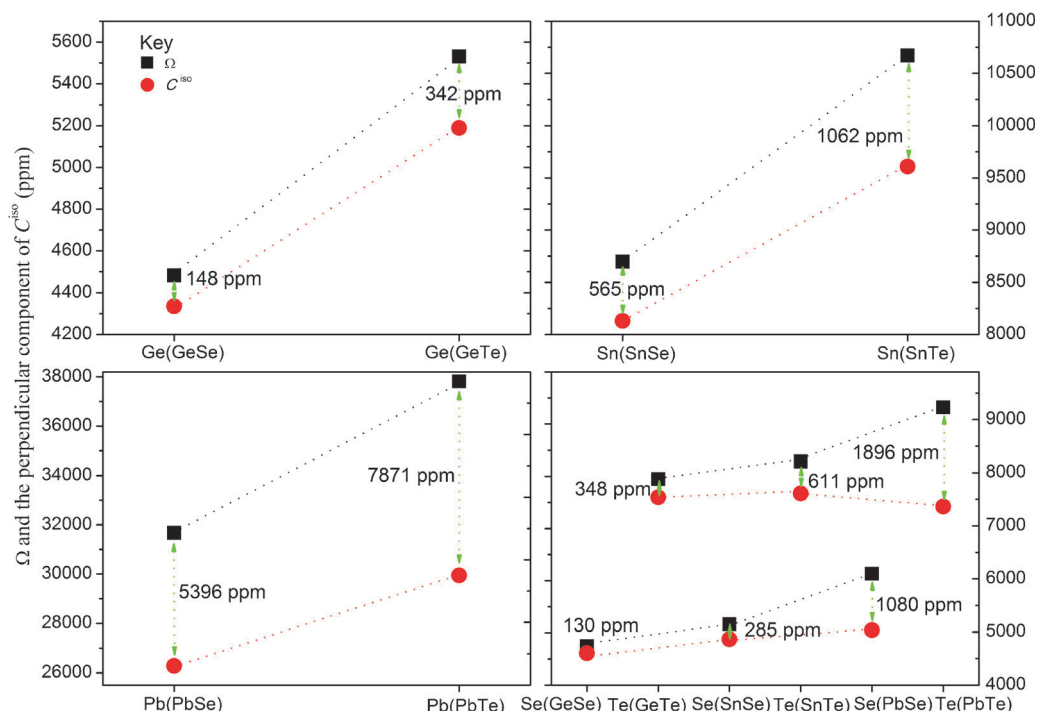 Ω and the perpendicular component of C^iso (ppm)
Key
Ω
C^iso
5600
5400
5200
5000
4800
4600
4400
4200
342 ppm
148 ppm
Ge(GeSe) Ge(GeTe)
11000
10500
10000
9500
9000
8500
8000
1062 ppm
565 ppm
Sn(SnSe) Sn(SnTe)
38000
36000
34000
32000
30000
28000
26000
7871 ppm
5396 ppm
Pb(PbSe) Pb(PbTe)
9000
8000
7000
6000
5000
4000
1896 ppm
348 ppm
611 ppm
1080 ppm
130 ppm
285 ppm
Se(GeSe) Te(GeTe) Se(SnSe) Te(SnTe) Se(PbSe) Te(PbTe)